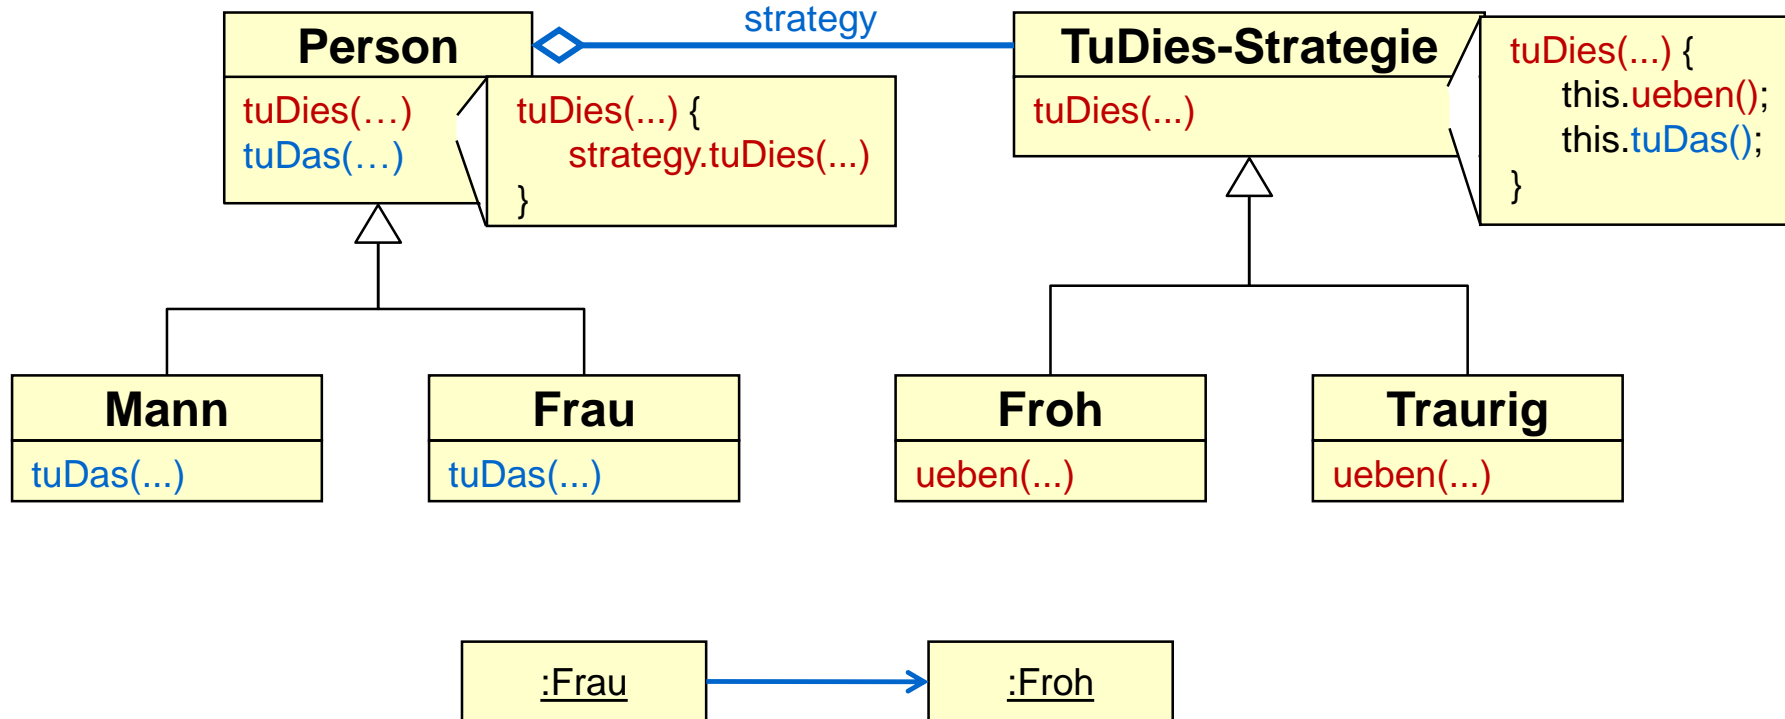 strategy
Person
tuDies(…)
tuDas(…)
tuDies(...) {
strategy.tuDies(...)
}
TuDies-Strategie
tuDies(...)
tuDies(...) {
this.ueben();
this.tuDas();
}
Mann
tuDas(...)
Frau
tuDas(...)
Froh
ueben(...)
Traurig
ueben(...)
:Frau
:Froh